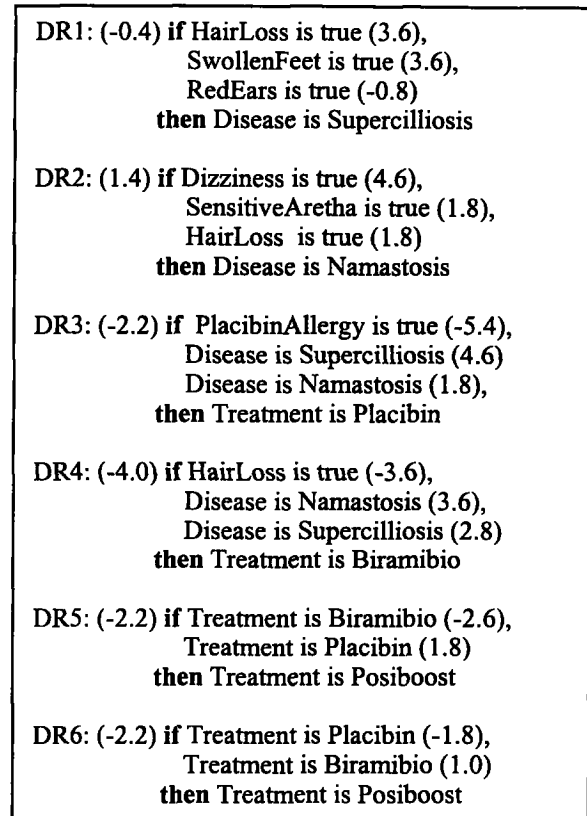 DR1: (-0.4) if HairLoss is true (3.6),
SwollenFeet is true (3.6),
RedEars is true (-0.8)
then Disease is Supercilliosis
DR2: (1.4) if Dizziness is true (4.6),
SensitiveAretha is true (1.8),
HairLoss is true (1.8)
then Disease is Namastosis
DR3: (-2.2) if PlacibinAllergy is true (-5.4),
Disease is Supercilliosis (4.6)
Disease is Namastosis (1.8),
then Treatment is Placibin
DR4: (-4.0) if HairLoss is true (-3.6),
Disease is Namastosis (3.6),
Disease is Supercilliosis (2.8)
then Treatment is Biramibio
DR5: (-2.2) if Treatment is Biramibio (-2.6),
Treatment is Placibin (1.8)
then Treatment is Posiboost
DR6: (-2.2) if Treatment is Placibin (-1.8),
Treatment is Biramibio (1.0)
then Treatment is Posiboost